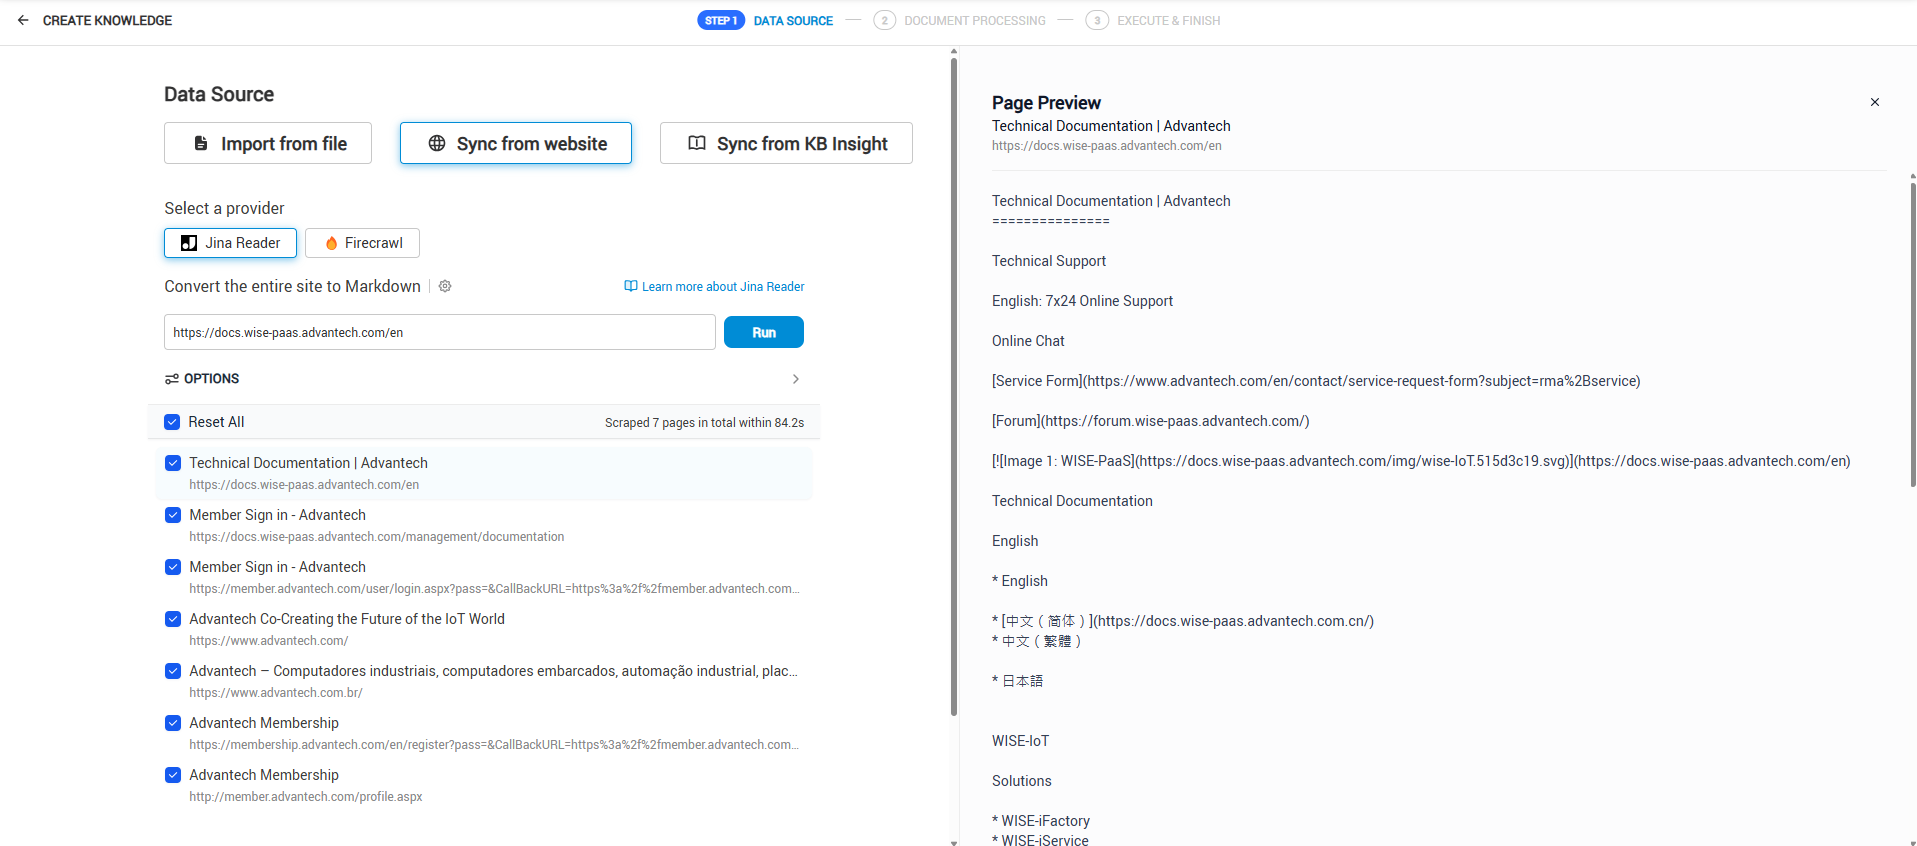 CREATE KNOWLEDGE
STEP 1 DATA SOURCE 2 DOCUMENT PROCESSING 3 EXECUTE & FINISH
Data Source
Import from file
Sync from website
Sync from KB Insight
Select a provider
Jina Reader
Firecrawl
Convert the entire site to Markdown
Learn more about Jina Reader
https://docs.wise-paas.advantech.com/en
Run
OPTIONS
Reset All
Scraped 7 pages in total within 84.2s
Technical Documentation | Advantech
https://docs.wise-paas.advantech.com/en
Member Sign in - Advantech
https://docs.wise-paas.advantech.com/management/documentation
Member Sign in - Advantech
https://member.advantech.com/user/login.aspx?pass=&CallBackURL=https%3a%2f%2fmember.advantech.com...
Advantech Co-Creating the Future of the IoT World
https://www.advantech.com/
Advantech – Computadores industriais, computadores embarcados, automação industrial, plac...
https://www.advantech.com.br/
Advantech Membership
https://membership.advantech.com/en/register?pass=&CallBackURL=https%3a%2f%2fmember.advantech.com...
Advantech Membership
http://member.advantech.com/profile.aspx
Page Preview
Technical Documentation | Advantech
https://docs.wise-paas.advantech.com/en
Technical Documentation | Advantech
===============
Technical Support
English: 7x24 Online Support
Online Chat
[Service Form](https://www.advantech.com/en/contact/service-request-form?subject=rma%2Bservice)
[Forum](https://forum.wise-paas.advantech.com/)
[![Image 1: WISE-PaaS](https://docs.wise-paas.advantech.com/img/wise-IoT.515d3c19.svg)](https://docs.wise-paas.advantech.com/en)
Technical Documentation
English
* English
* [中文（简体）](https://docs.wise-paas.advantech.com.cn/)
* 中文（繁體）
* 日本語
WISE-IoT
Solutions
* WISE-iFactory
* WISE-iService